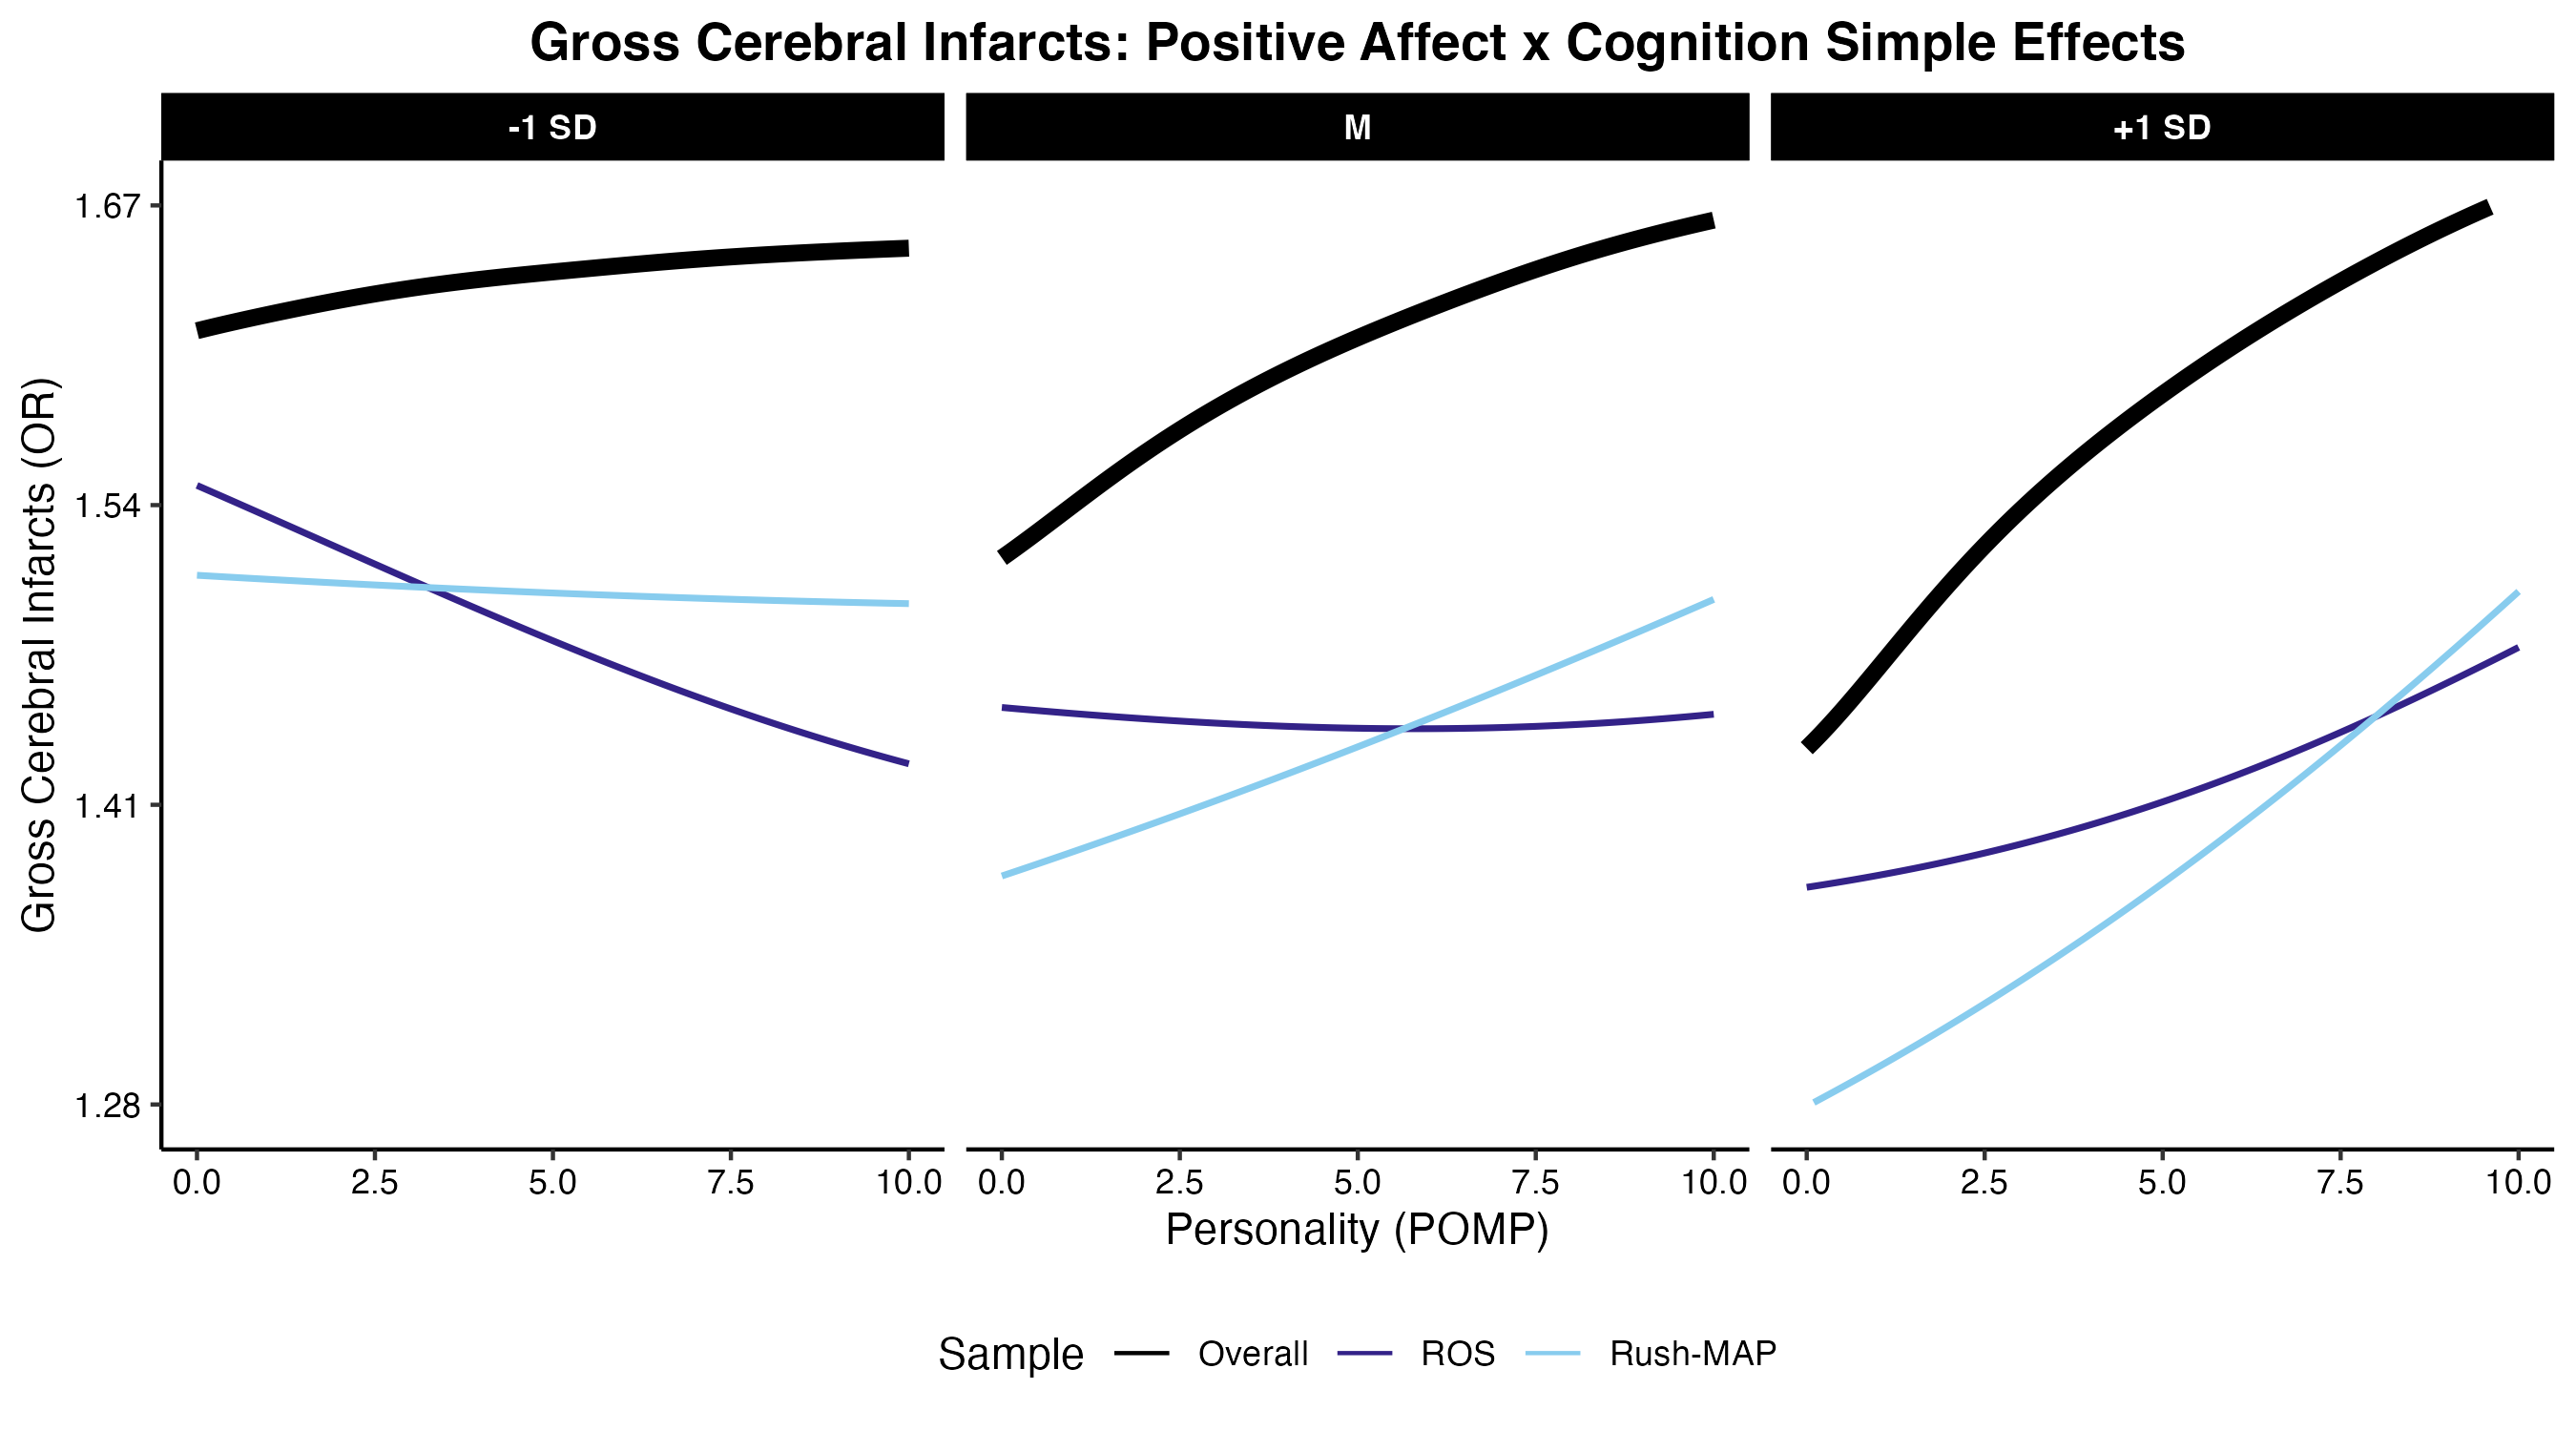 Gross Cerebral Infarcts: Positive Affect x Cognition Simple Effects
-1 SD M +1 SD
Gross Cerebral Infarcts (OR)
1.67
1.54
1.41
1.28
0.0 2.5 5.0 7.5 10.0 0.0 2.5 5.0 7.5 10.0 0.0 2.5 5.0 7.5 10.0
Personality (POMP)
Sample Overall ROS Rush-MAP